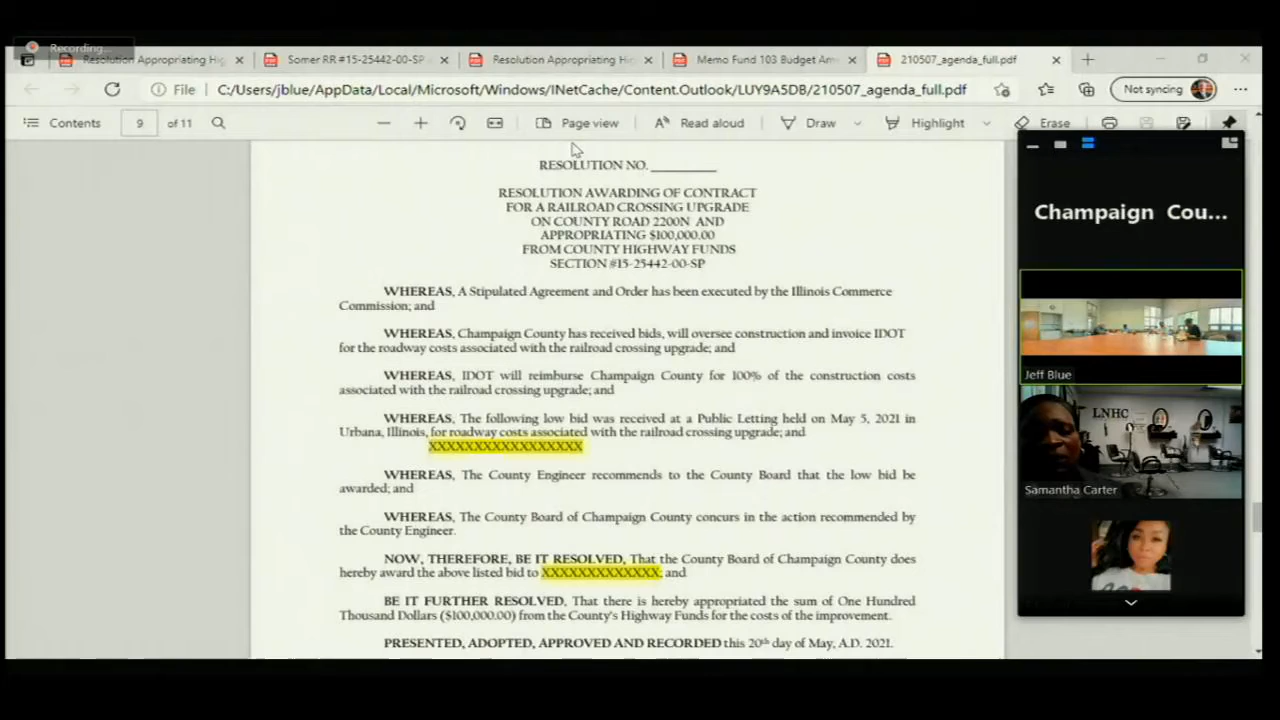 Recording...
Resolution Appropriating Hig
Somer RR #15-25442-00-SP
Resolution Appropriating Hi
Memo Fund 103 Budget Am
210507_agenda_full.pdf
File
C:/Users/jblue/AppData/Local/Microsoft/Windows/INetCache/Content.Outlook/LUY9A5DB/210507_agenda_full.pdf
Not syncing
Contents
9 of 11
Page view
Read aloud
Draw
Highlight
Erase
RESOLUTION NO. __________
RESOLUTION AWARDING OF CONTRACT
FOR A RAILROAD CROSSING UPGRADE
ON COUNTY ROAD 2200N AND
APPROPRIATING $100,000.00
FROM COUNTY HIGHWAY FUNDS
SECTION #15-25442-00-SP
WHEREAS, A Stipulated Agreement and Order has been executed by the Illinois Commerce
Commission; and
WHEREAS, Champaign County has received bids, will oversee construction and invoice IDOT
for the roadway costs associated with the railroad crossing upgrade; and
WHEREAS, IDOT will reimburse Champaign County for 100% of the construction costs
associated with the railroad crossing upgrade; and
WHEREAS, The following low bid was received at a Public Letting held on May 5, 2021 in
Urbana, Illinois, for roadway costs associated with the railroad crossing upgrade; and
XXXXXXXXXXXXXXXXX
WHEREAS, The County Engineer recommends to the County Board that the low bid be
awarded; and
WHEREAS, The County Board of Champaign County concurs in the action recommended by
the County Engineer.
NOW, THEREFORE, BE IT RESOLVED, That the County Board of Champaign County does
hereby award the above listed bid to XXXXXXXXXXXXX; and
BE IT FURTHER RESOLVED, That there is hereby appropriated the sum of One Hundred
Thousand Dollars ($100,000.00) from the County's Highway Funds for the costs of the improvement.
PRESENTED, ADOPTED, APPROVED AND RECORDED this 20th day of May, A.D. 2021.
Champaign Cou...
Jeff Blue
LNHC
Samantha Carter